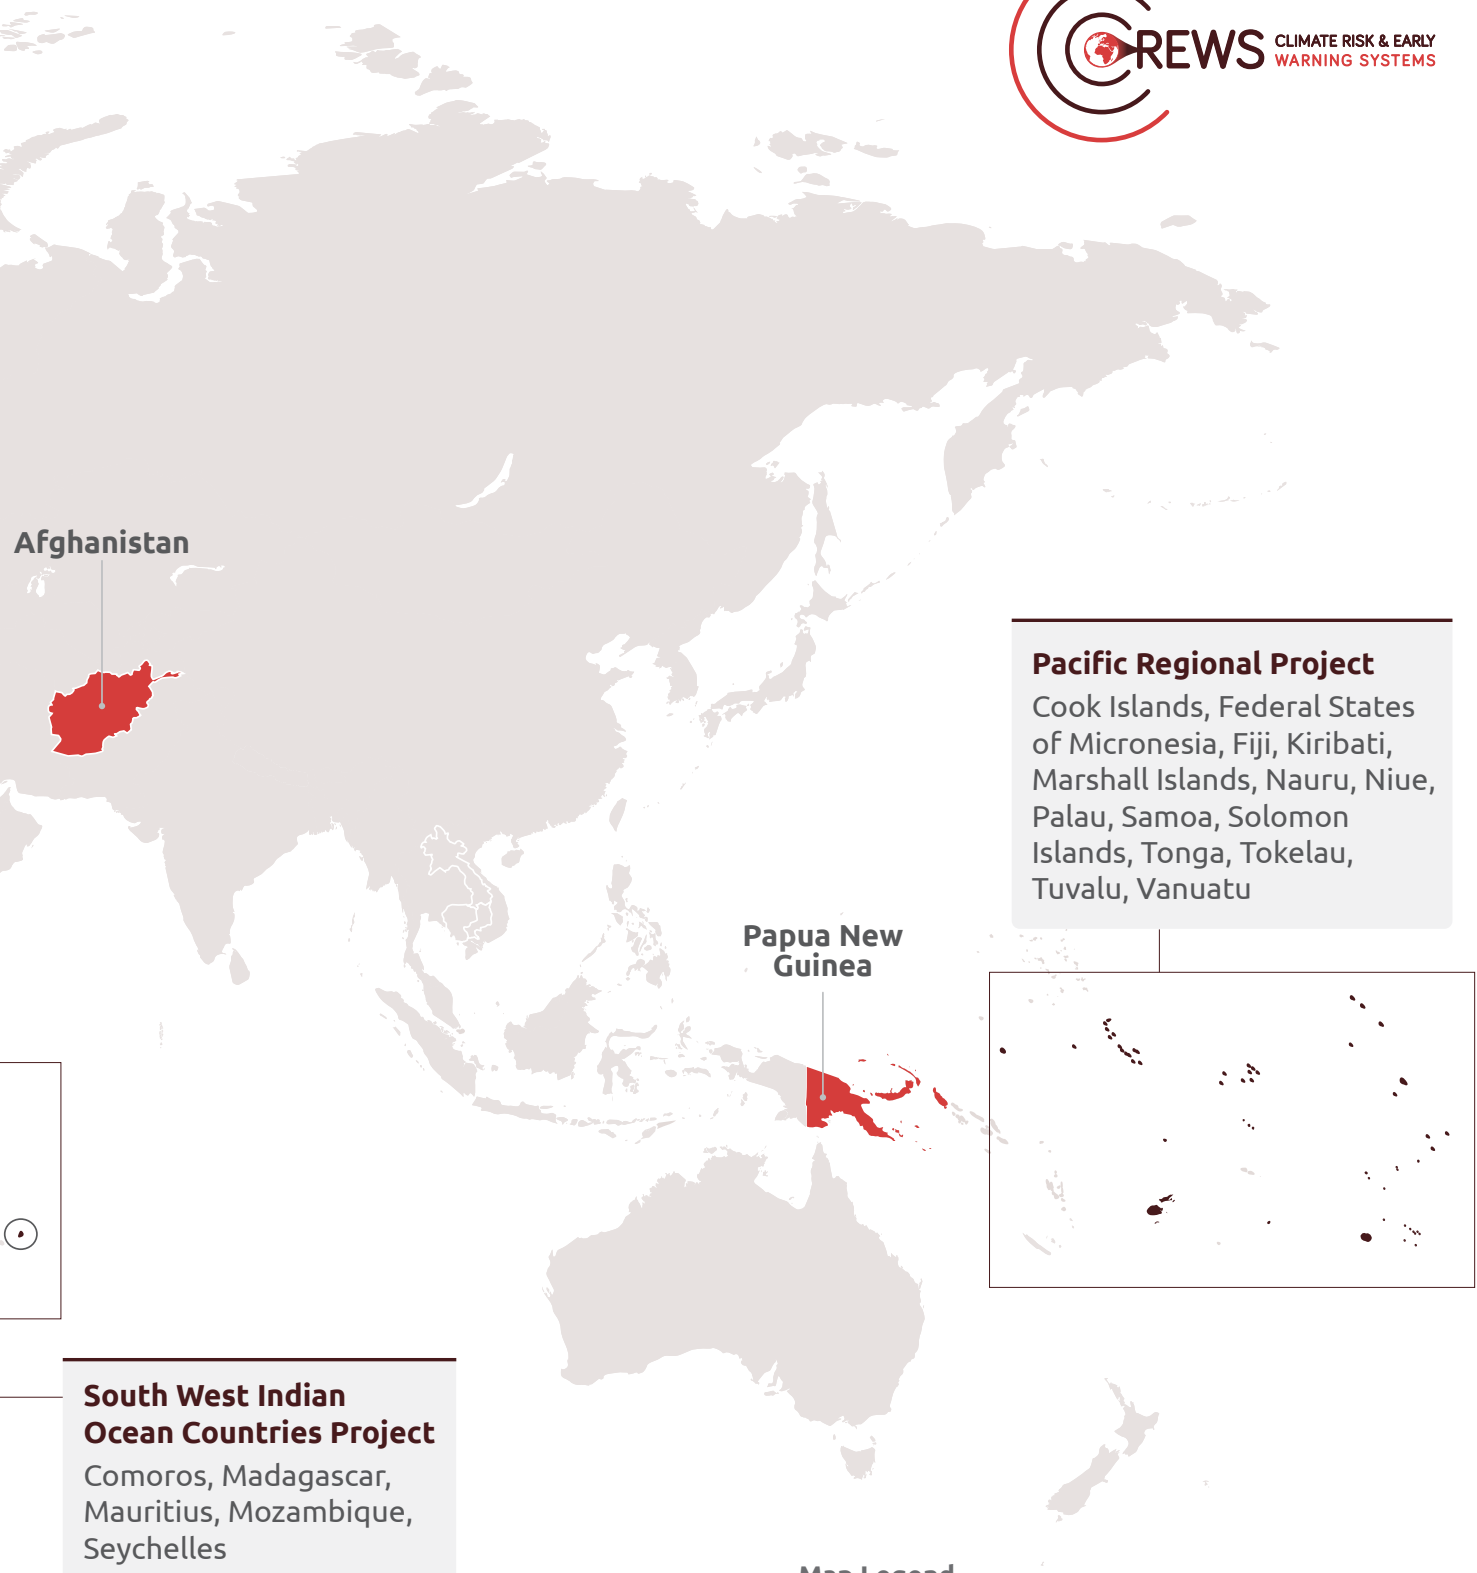 CREWS CLIMATE RISK & EARLY
WARNING SYSTEMS
Afghanistan
Pacific Regional Project
Cook Islands, Federal States
of Micronesia, Fiji, Kiribati,
Marshall Islands, Nauru, Niue,
Palau, Samoa, Solomon
Islands, Tonga, Tokelau,
Tuvalu, Vanuatu
Papua New
Guinea
South West Indian
Ocean Countries Project
Comoros, Madagascar,
Mauritius, Mozambique,
Seychelles
Map Legend